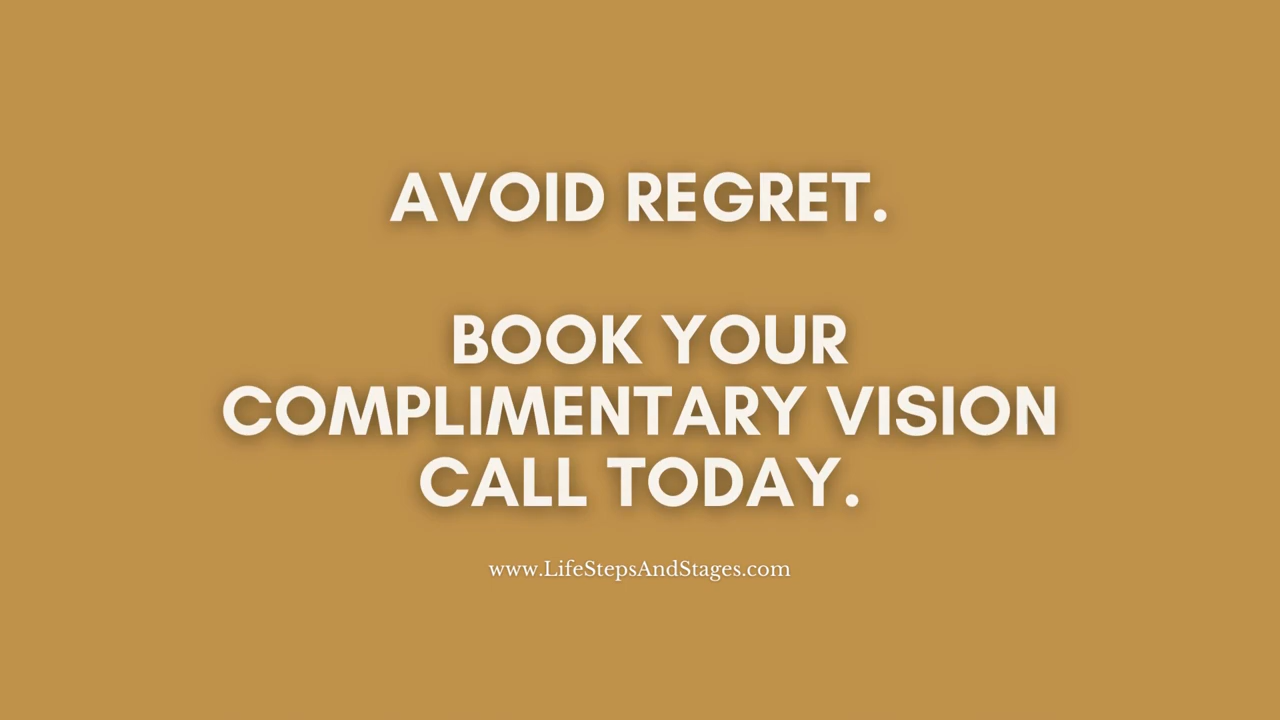 AVOID REGRET.
BOOK YOUR
COMPLIMENTARY VISION
CALL TODAY.
www.LifeStepsAndStages.com